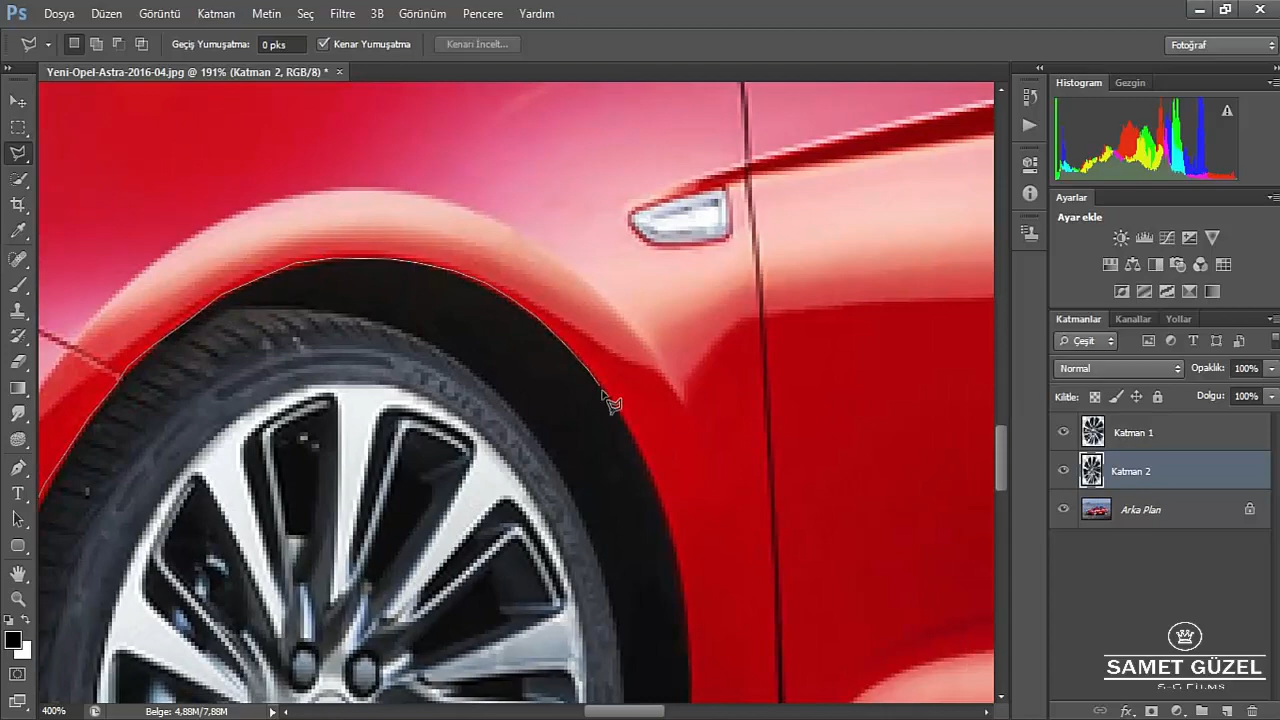 Ps Dosya Düzen Görüntü Katman Metin Seç Filtre 3B Görünüm Pencere Yardım
Geçiş Yumuşatma: 0 pks Kenar Yumuşatma Kenarı İncelt... Fotoğraf
Yeni-Opel-Astra-2016-04.jpg @ 191% (Katman 2, RGB/8) * ×
Histogram Gezgin
Ayarlar
Ayar ekle
Katmanlar Kanallar Yollar
Çeşit
Normal Opaklık: 100%
Kilitle: Dolgu: 100%
Katman 1
Katman 2
Arka Plan
SAMET GÜZEL
S.G FILMS
400% Belge: 4,88M/7,88M